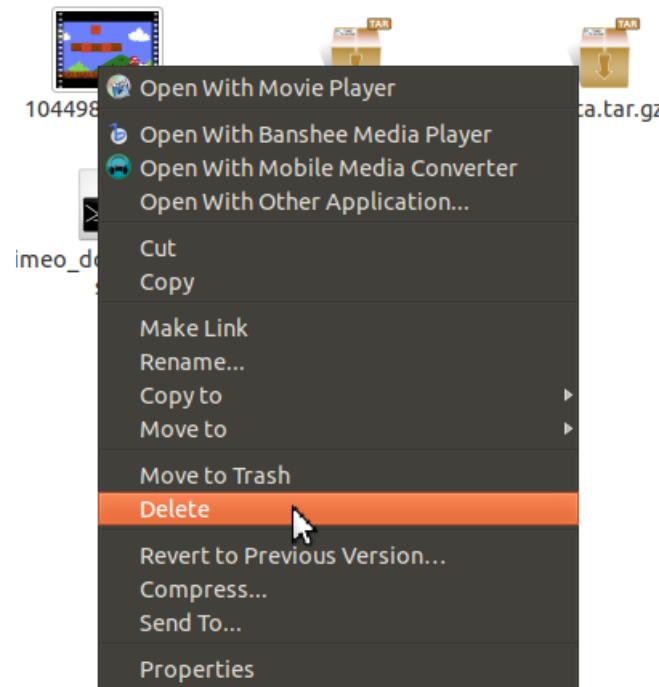 TAR
TAR
104498
ta.tar.gz
Open With Movie Player
Open With Banshee Media Player
Open With Mobile Media Converter
Open With Other Application...
imeo_do
s
Cut
Copy
Make Link
Rename...
Copy to
Move to
Move to Trash
Delete
Revert to Previous Version...
Compress...
Send To...
Properties